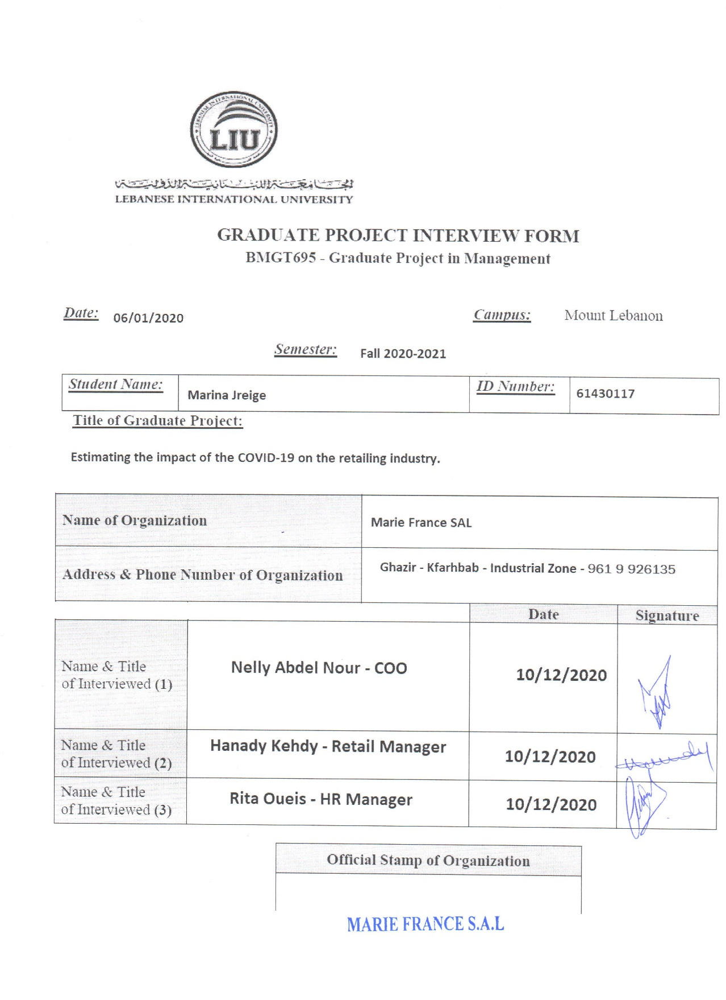 LEBANESE INTERNATIONAL UNIVERSITY
LIU
الجامعة اللبنانية الدولية
LEBANESE INTERNATIONAL UNIVERSITY
GRADUATE PROJECT INTERVIEW FORM
BMGT695 - Graduate Project in Management
Date: 06/01/2020 Campus: Mount Lebanon
Semester: Fall 2020-2021
Student Name: Marina Jreige ID Number: 61430117
Title of Graduate Project:
Estimating the impact of the COVID-19 on the retailing industry.
Name of Organization Marie France SAL
Address & Phone Number of Organization Ghazir - Kfarhbab - Industrial Zone - 961 9 926135
Date Signature
Name & Title
of Interviewed (1) Nelly Abdel Nour - COO 10/12/2020
Name & Title
of Interviewed (2) Hanady Kehdy - Retail Manager 10/12/2020
Name & Title
of Interviewed (3) Rita Oueis - HR Manager 10/12/2020
Official Stamp of Organization
MARIE FRANCE S.A.L